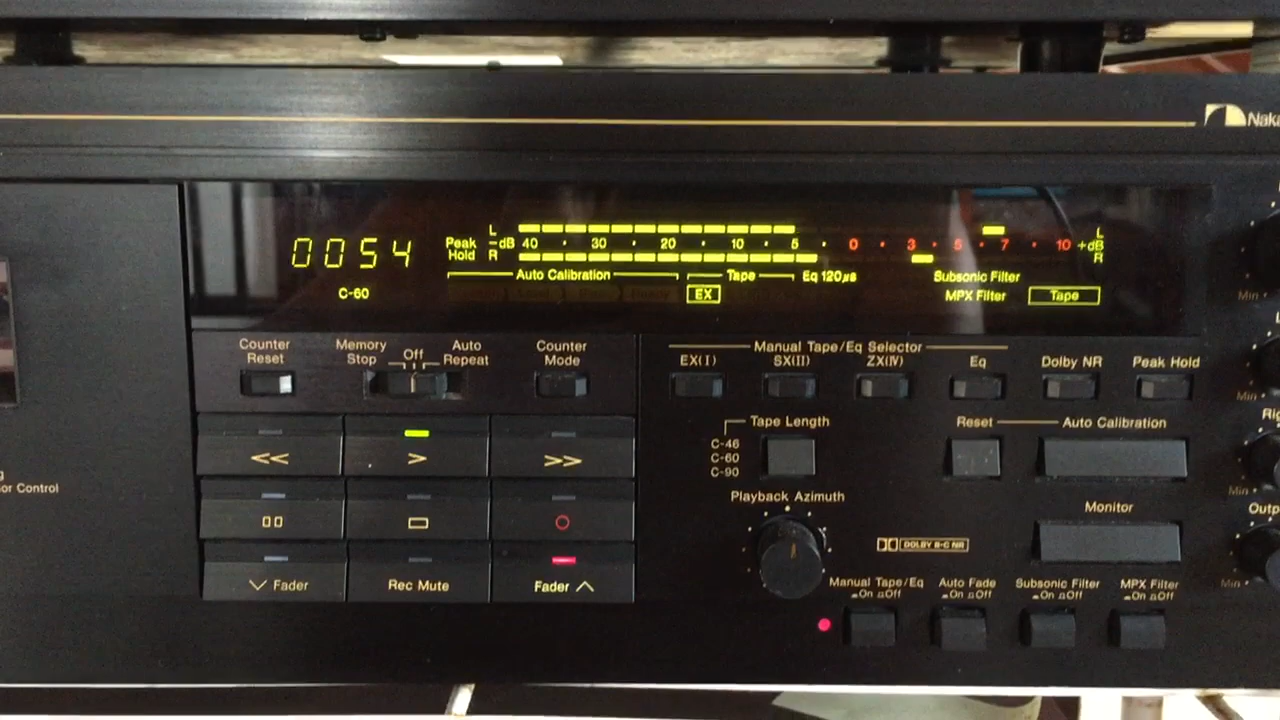 Naka
0054
Peak Hold
L
R
-dB 40 30 20 10 5 0 3 5 7 10 +dB
L
R
Auto Calibration
Tape
Eq 120µs
Subsonic Filter
C-60
EX
MPX Filter
Tape
Counter Reset
Memory Stop
Off
Auto Repeat
Counter Mode
Manual Tape/Eq Selector
EX(I)
SX(II)
ZX(IV)
Eq
Dolby NR
Peak Hold
Min
Min
<<
>
>>
Tape Length
C-46
C-60
C-90
Reset
Auto Calibration
Rig
or Control
Min
Playback Azimuth
Monitor
Outp
DOLBY B-C NR
Fader
Rec Mute
Fader
Manual Tape/Eq
On Off
Auto Fade
On Off
Subsonic Filter
On Off
MPX Filter
On Off
Min